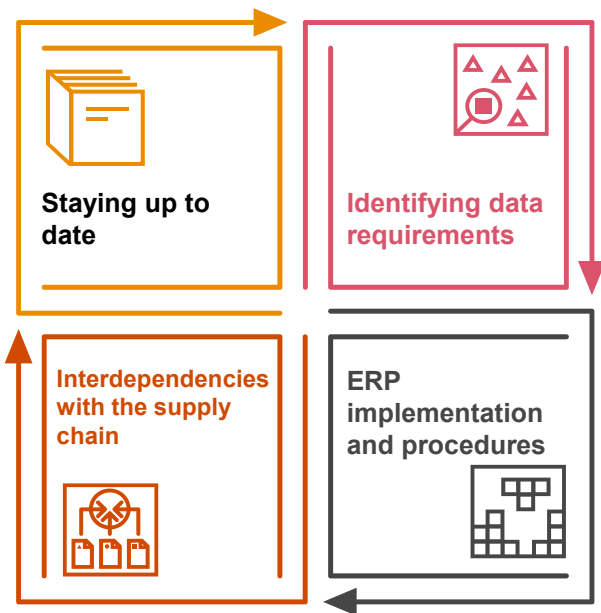 Staying up to
date
Identifying data
requirements
Interdependencies
with the supply
chain
ERP
implementation
and procedures